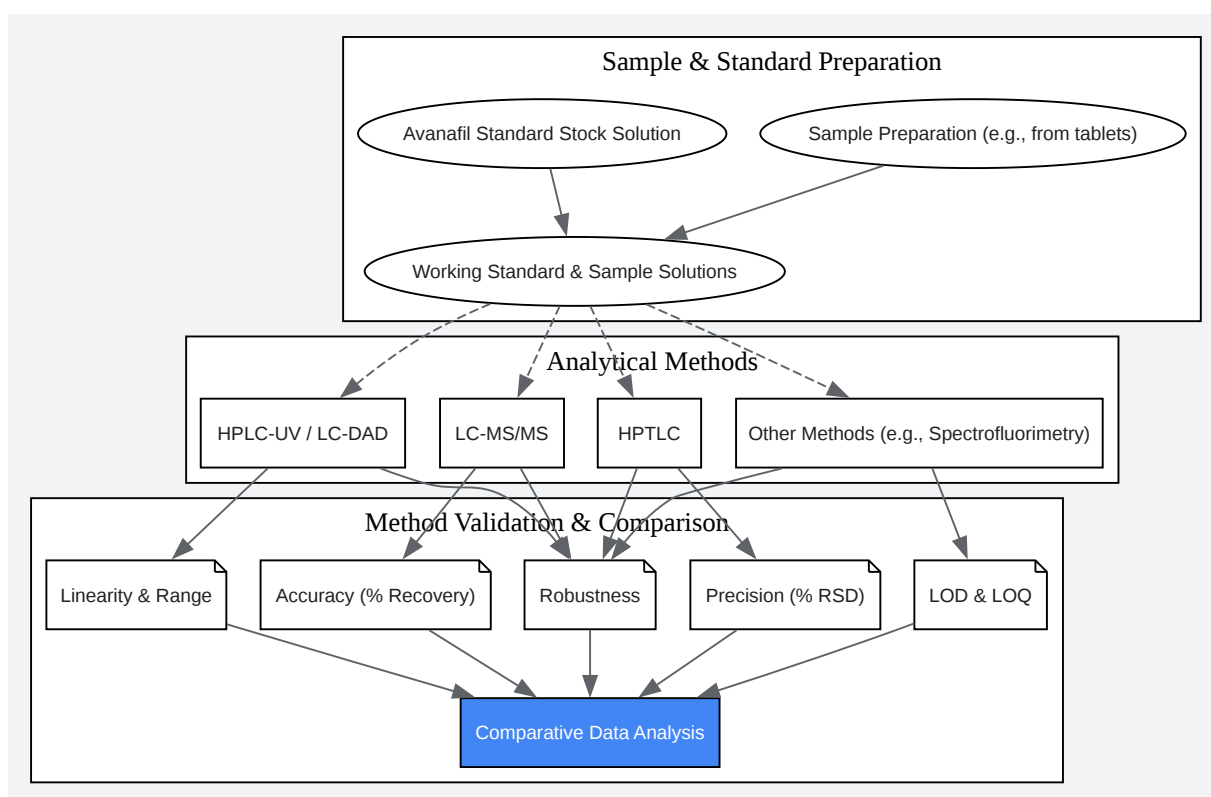 Sample & Standard Preparation
Avanafil Standard Stock Solution
Sample Preparation (e.g., from tablets)
Working Standard & Sample Solutions
Analytical Methods
HPLC-UV / LC-DAD
LC-MS/MS
HPTLC
Other Methods (e.g., Spectrofluorimetry)
Method Validation & Comparison
Linearity & Range
Accuracy (% Recovery)
Robustness
Precision (% RSD)
LOD & LOQ
Comparative Data Analysis